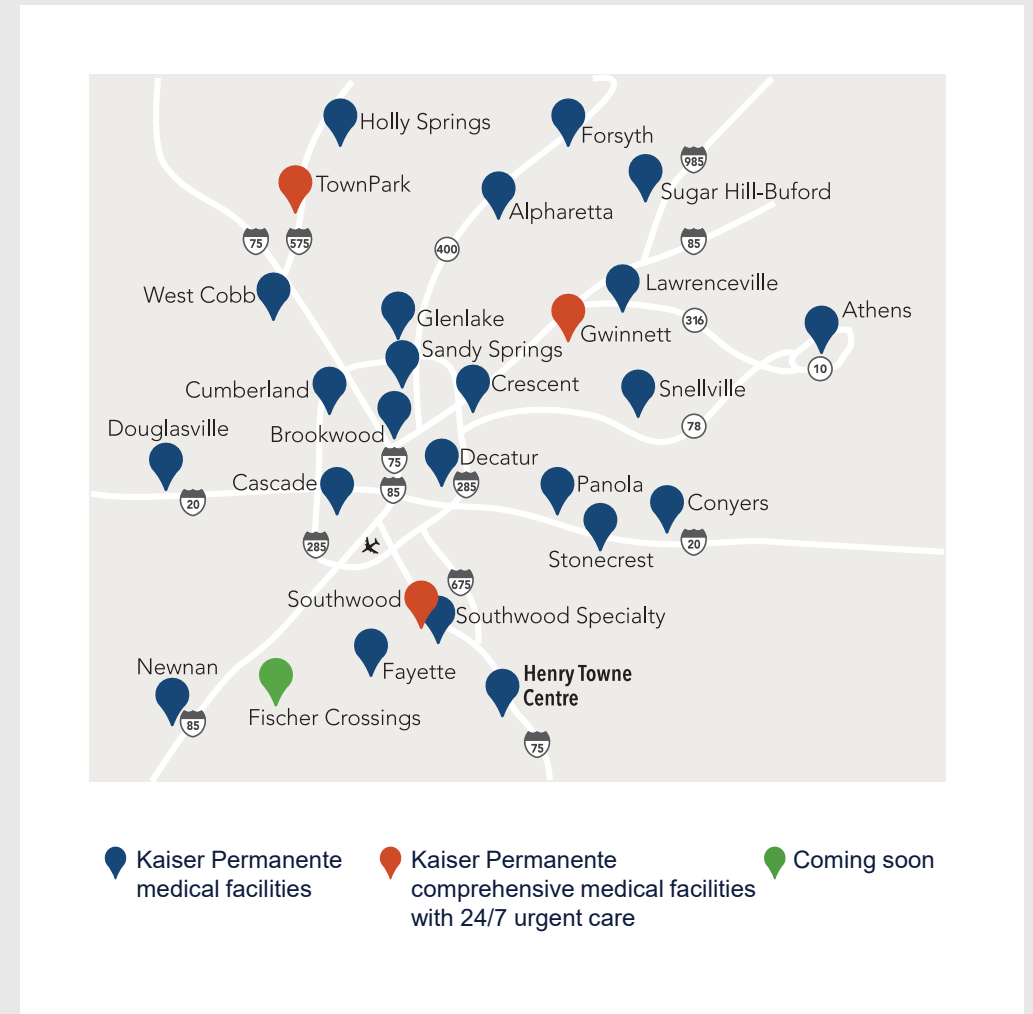 Holly Springs
Forsyth
985
TownPark
Sugar Hill-Buford
Alpharetta
75
575
400
85
West Cobb
Lawrenceville
Glenlake
Gwinnett
316
Athens
Sandy Springs
10
Cumberland
Crescent
Snellville
Douglasville
Brookwood
78
75
Decatur
Cascade
85
285
Panola
20
Conyers
285
20
Stonecrest
675
Southwood
Southwood Specialty
Newnan
Fayette
Henry Towne
Centre
85
Fischer Crossings
75
Kaiser Permanente
medical facilities
Kaiser Permanente
comprehensive medical facilities
with 24/7 urgent care
Coming soon